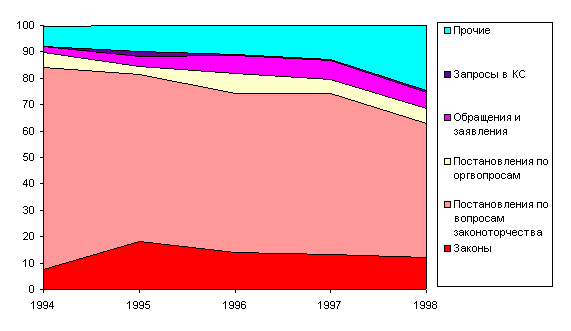 100
90
80
70
60
50
40
30
20
10
0
1994 1995 1996 1997 1998
Прочие
Запросы в КС
Обращения и
заявления
Постановления по
оргвопросам
Постановления по
вопросам
законоторчества
Законы